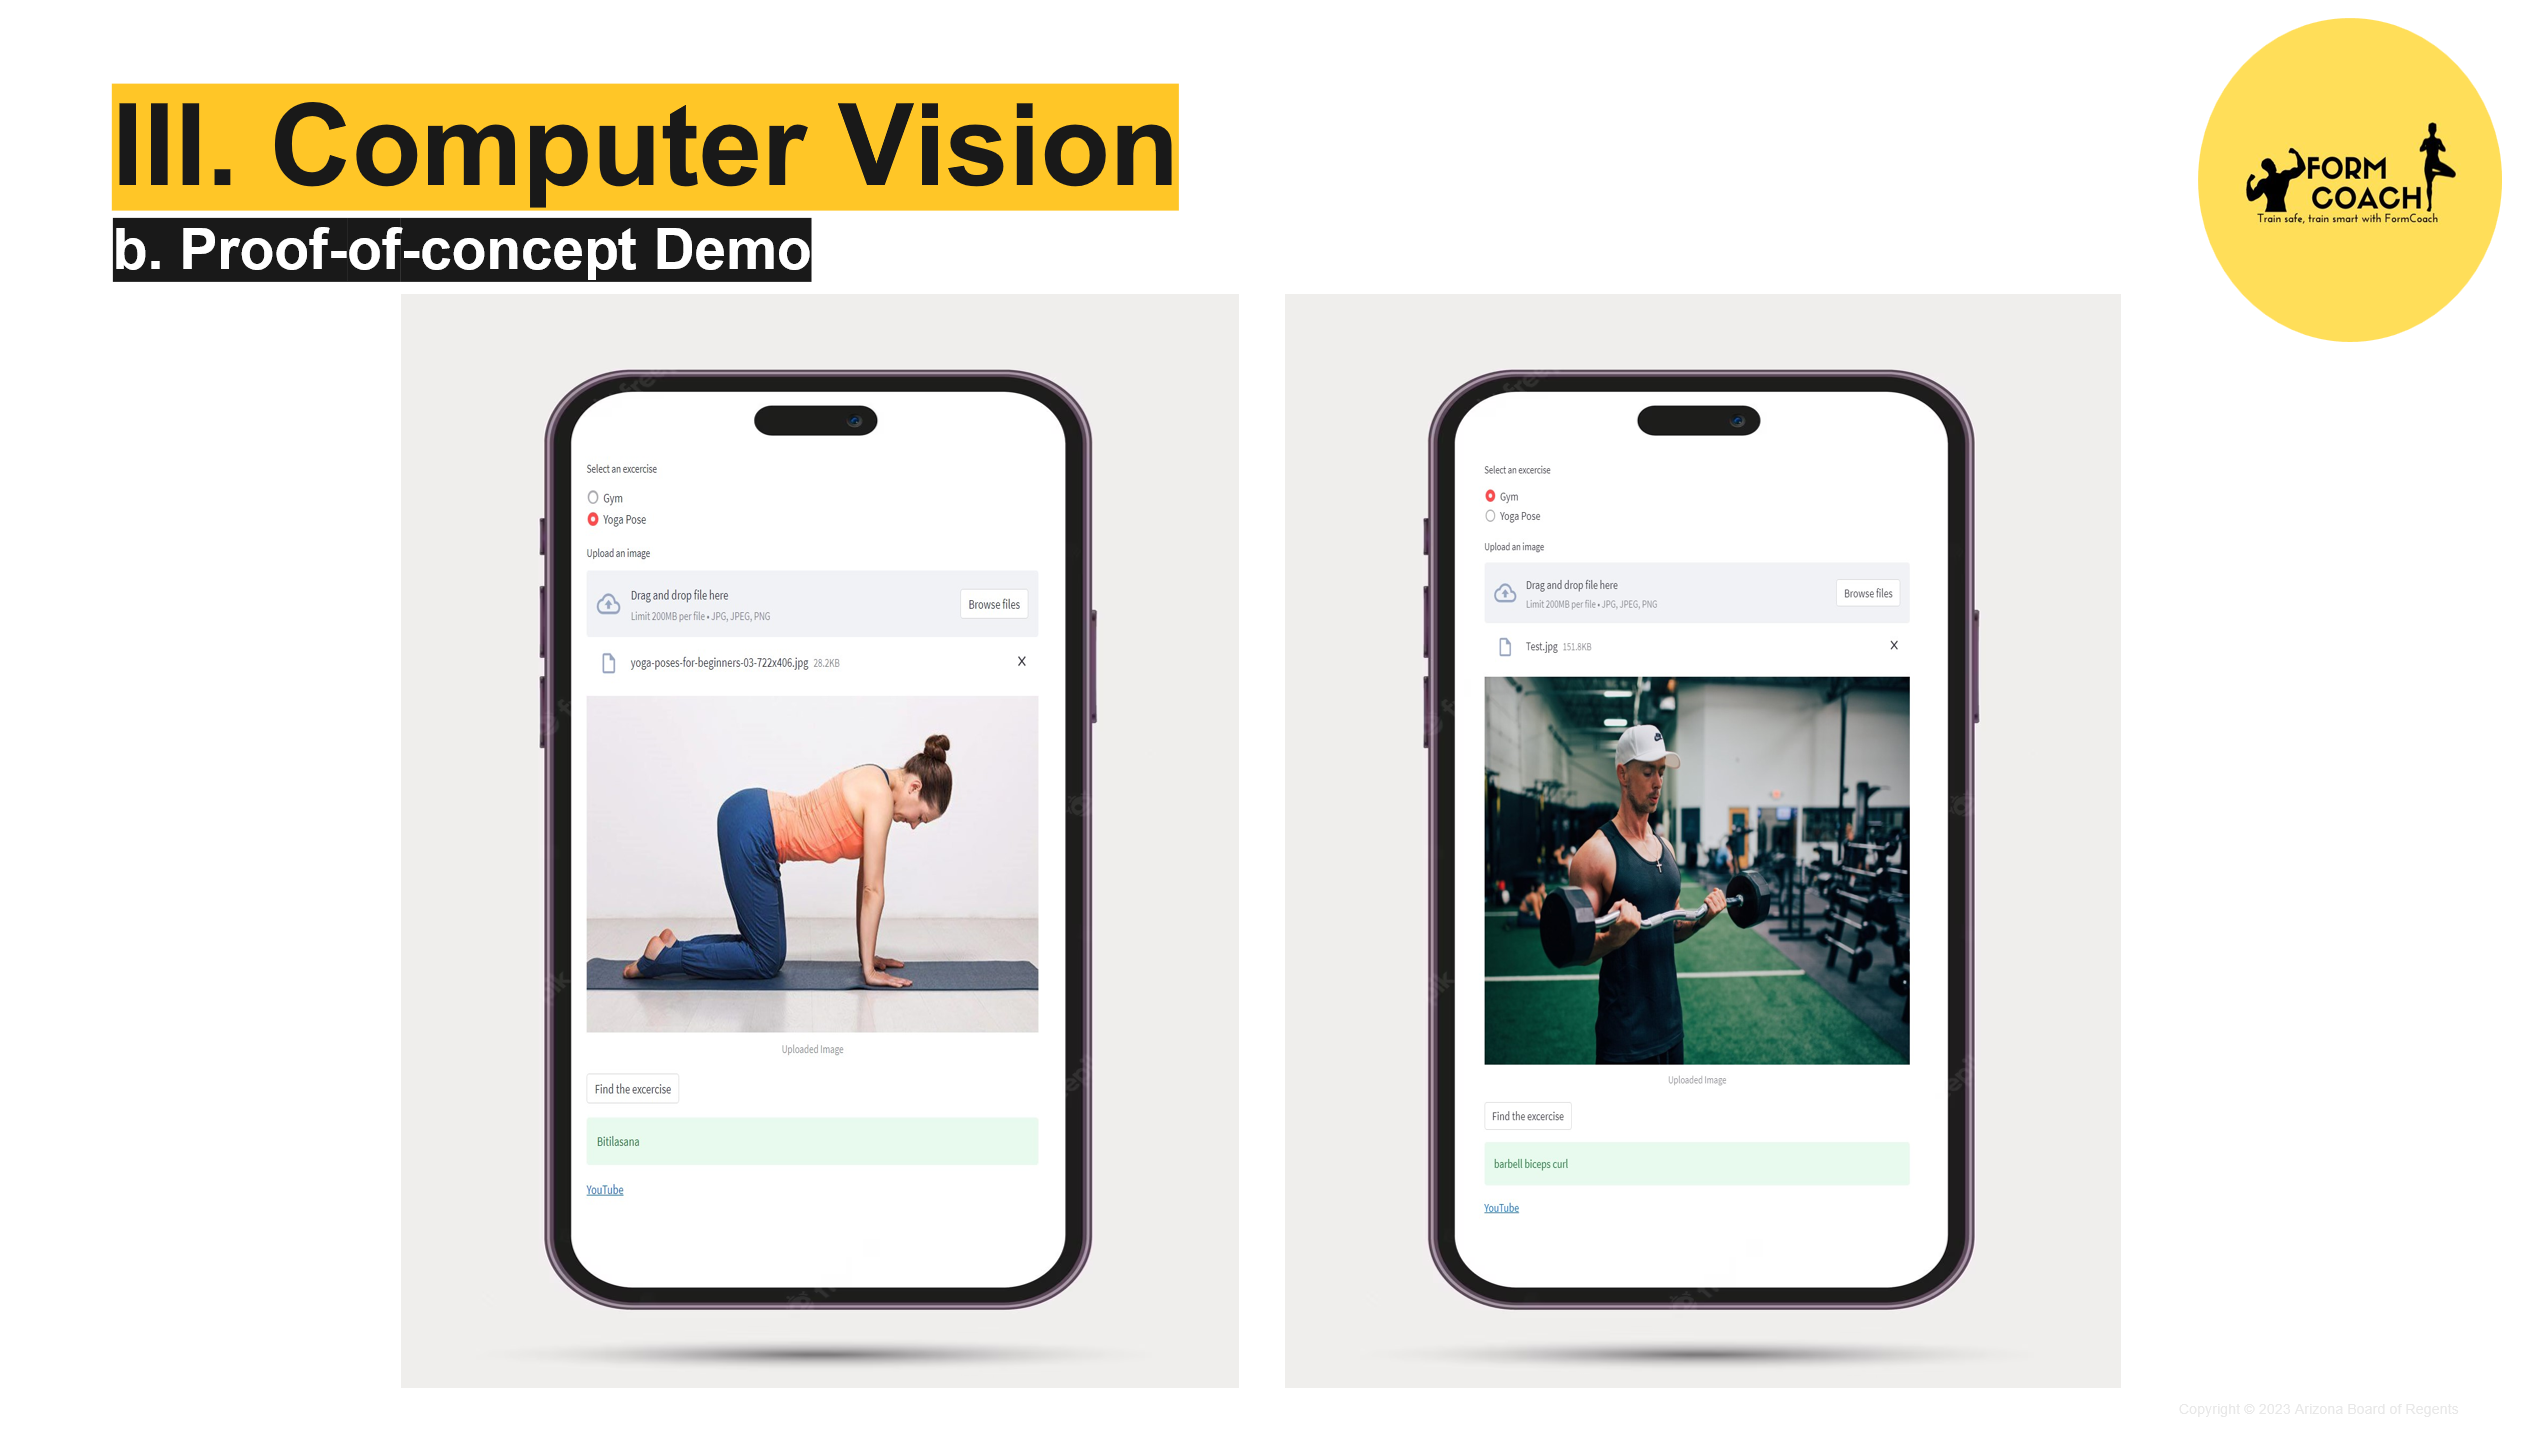 III. Computer Vision
b. Proof-of-concept Demo
FORM
COACH
Train safe, train smart with FormCoach
Select an excercise
Gym
Yoga Pose
Upload an image
Drag and drop file here
Limit 200MB per file • JPG, JPEG, PNG
Browse files
yoga-poses-for-beginners-03-722x406.jpg 28.2KB
X
Uploaded Image
Find the excercise
Bitilasana
YouTube
Select an excercise
Gym
Yoga Pose
Upload an image
Drag and drop file here
Limit 200MB per file • JPG, JPEG, PNG
Browse files
Test.jpg 151.8KB
X
Uploaded Image
Find the excercise
barbell biceps curl
YouTube
Copyright © 2023 Arizona Board of Regents